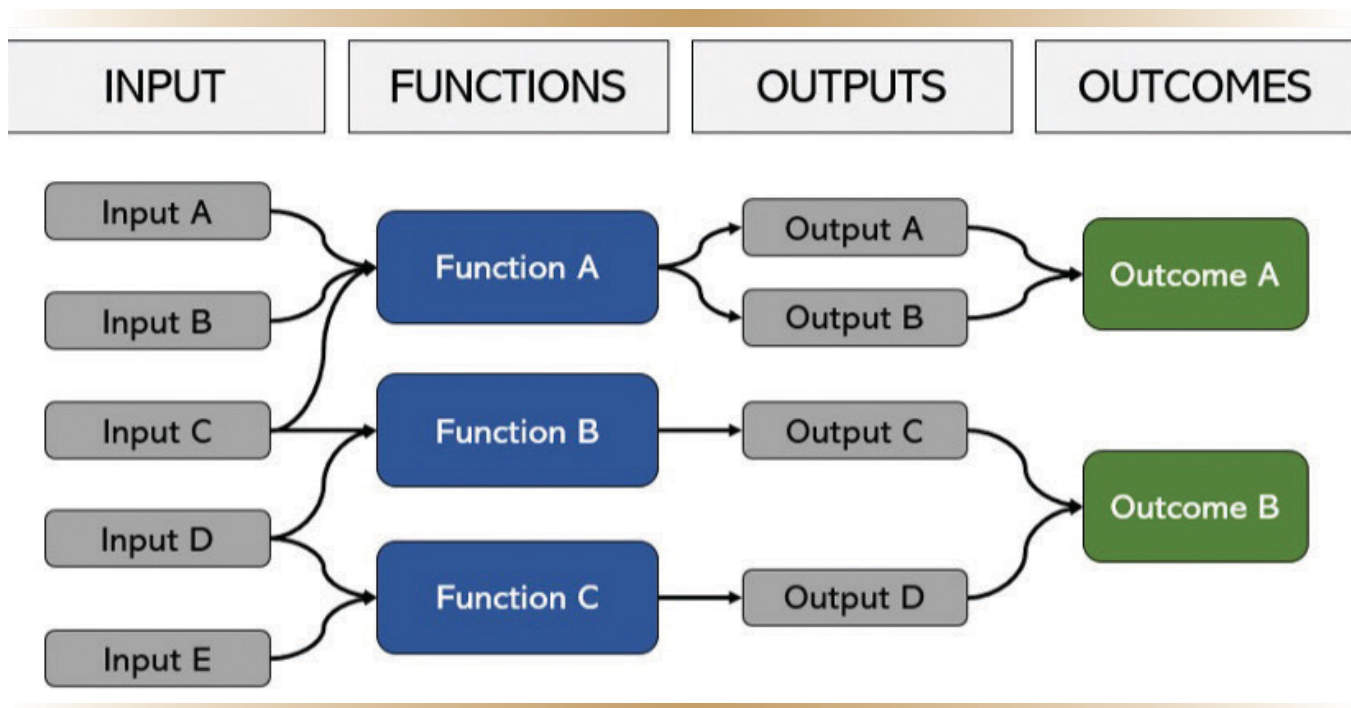 INPUT
FUNCTIONS
OUTPUTS
OUTCOMES
Input A
Input B
Input C
Input D
Input E
Function A
Function B
Function C
Output A
Output B
Output C
Output D
Outcome A
Outcome B